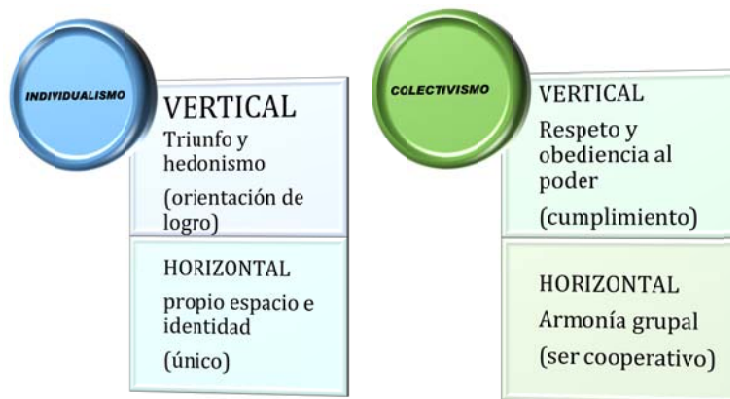 INDIVIDUALISMO
VERTICAL
Triunfo y
hedonismo
(orientación de
logro)
HORIZONTAL
propio espacio e
identidad
(único)
COLECTIVISMO
VERTICAL
Respeto y
obediencia al
poder
(cumplimiento)
HORIZONTAL
Armonía grupal
(ser cooperativo)